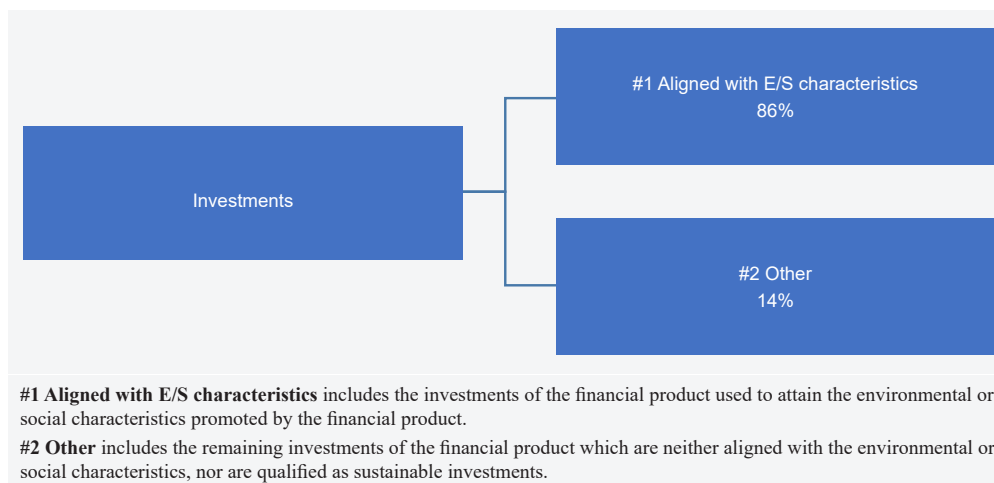 #1 Aligned with E/S characteristics
86%
Investments
#2 Other
14%
#1 Aligned with E/S characteristics includes the investments of the financial product used to attain the environmental or
social characteristics promoted by the financial product.
#2 Other includes the remaining investments of the financial product which are neither aligned with the environmental or
social characteristics, nor are qualified as sustainable investments.